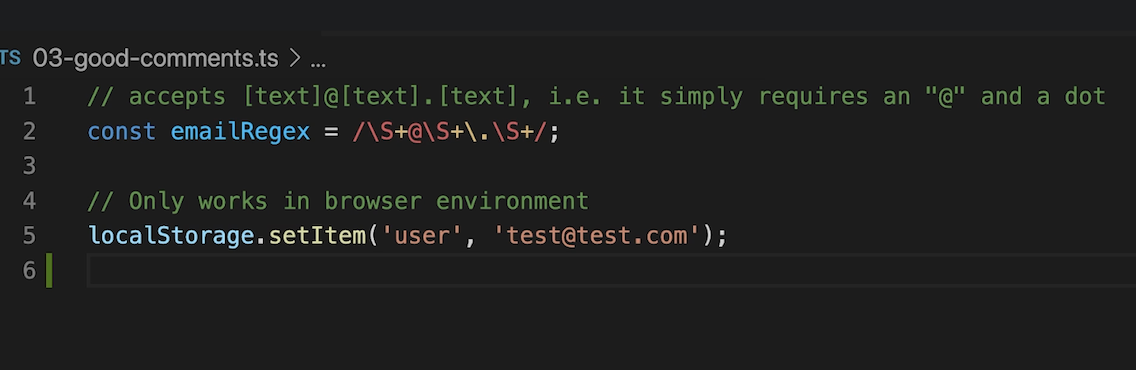 TS 03-good-comments.ts > ...
1 // accepts [text]@[text].[text], i.e. it simply requires an "@" and a dot
2 const emailRegex = /\S+@\S+\.\S+/;
3
4 // Only works in browser environment
5 localStorage.setItem('user', 'test@test.com');
6